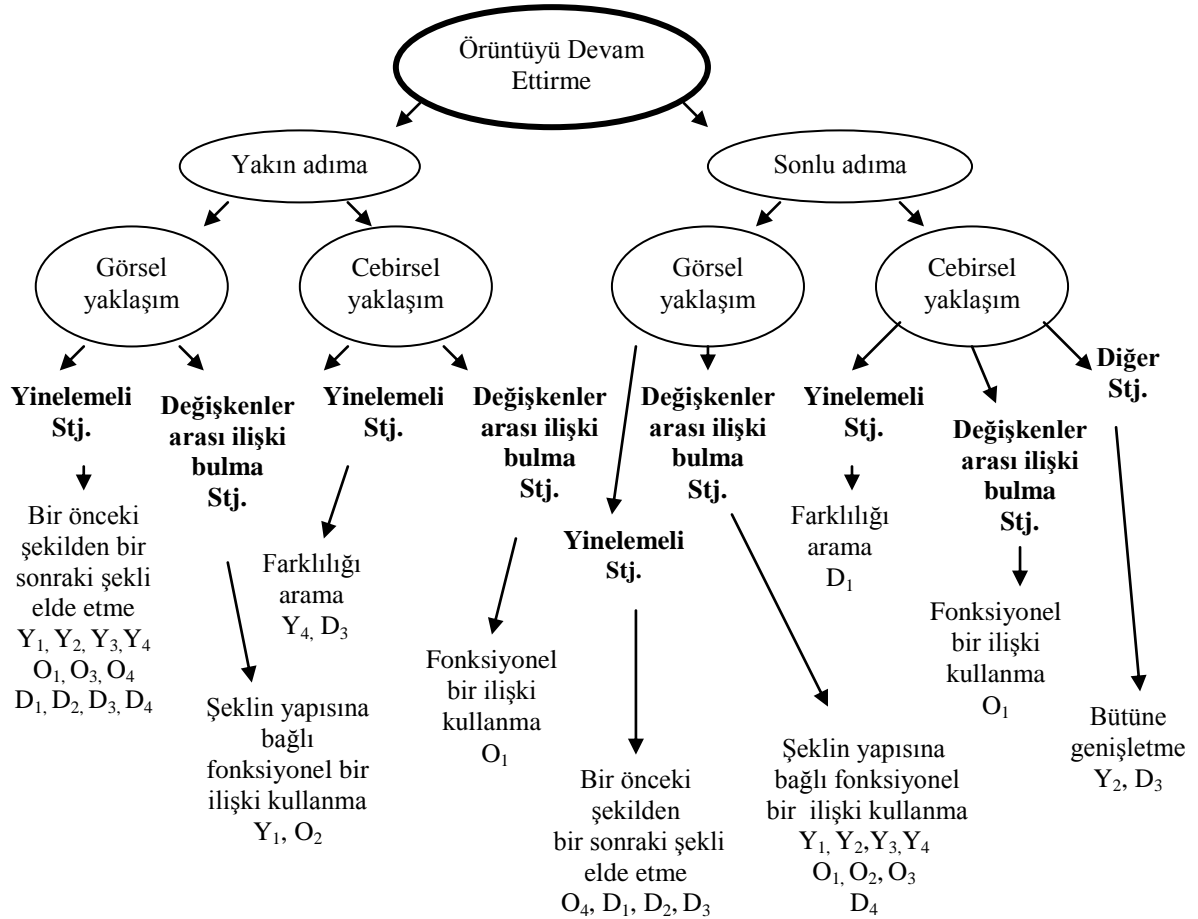 Örüntüyü Devam
Ettirme
Yakın adıma
Sonlu adıma
Görsel
yaklaşım
Cebirsel
yaklaşım
Görsel
yaklaşım
Cebirsel
yaklaşım
Yinelemeli
Stj.
Değişkenler
arası ilişki
bulma
Stj.
Yinelemeli
Stj.
Değişkenler
arası ilişki
bulma
Stj.
Yinelemeli
Stj.
Değişkenler
arası ilişki
bulma
Stj.
Yinelemeli
Stj.
Değişkenler
arası ilişki
bulma
Stj.
Diğer
Stj.
Bir önceki
şekilden bir
sonraki şekli
elde etme
Y₁, Y₂, Y₃,Y₄
O₁, O₃, O₄
D₁, D₂, D₃, D₄
Şeklin yapısına
bağlı
fonksiyonel bir
ilişki kullanma
Y₁, O₂
Farklılığı
arama
Y₄, D₃
Fonksiyonel
bir ilişki
kullanma
O₁
Bir önceki
şekilden
bir sonraki şekli
elde etme
O₄, D₁, D₂, D₃
Şeklin yapısına
bağlı fonksiyonel
bir ilişki kullanma
Y₁, Y₂,Y₃,Y₄
O₁, O₂, O₃
D₄
Farklılığı
arama
D₁
Fonksiyonel
bir ilişki
kullanma
O₁
Bütüne
genişletme
Y₂, D₃